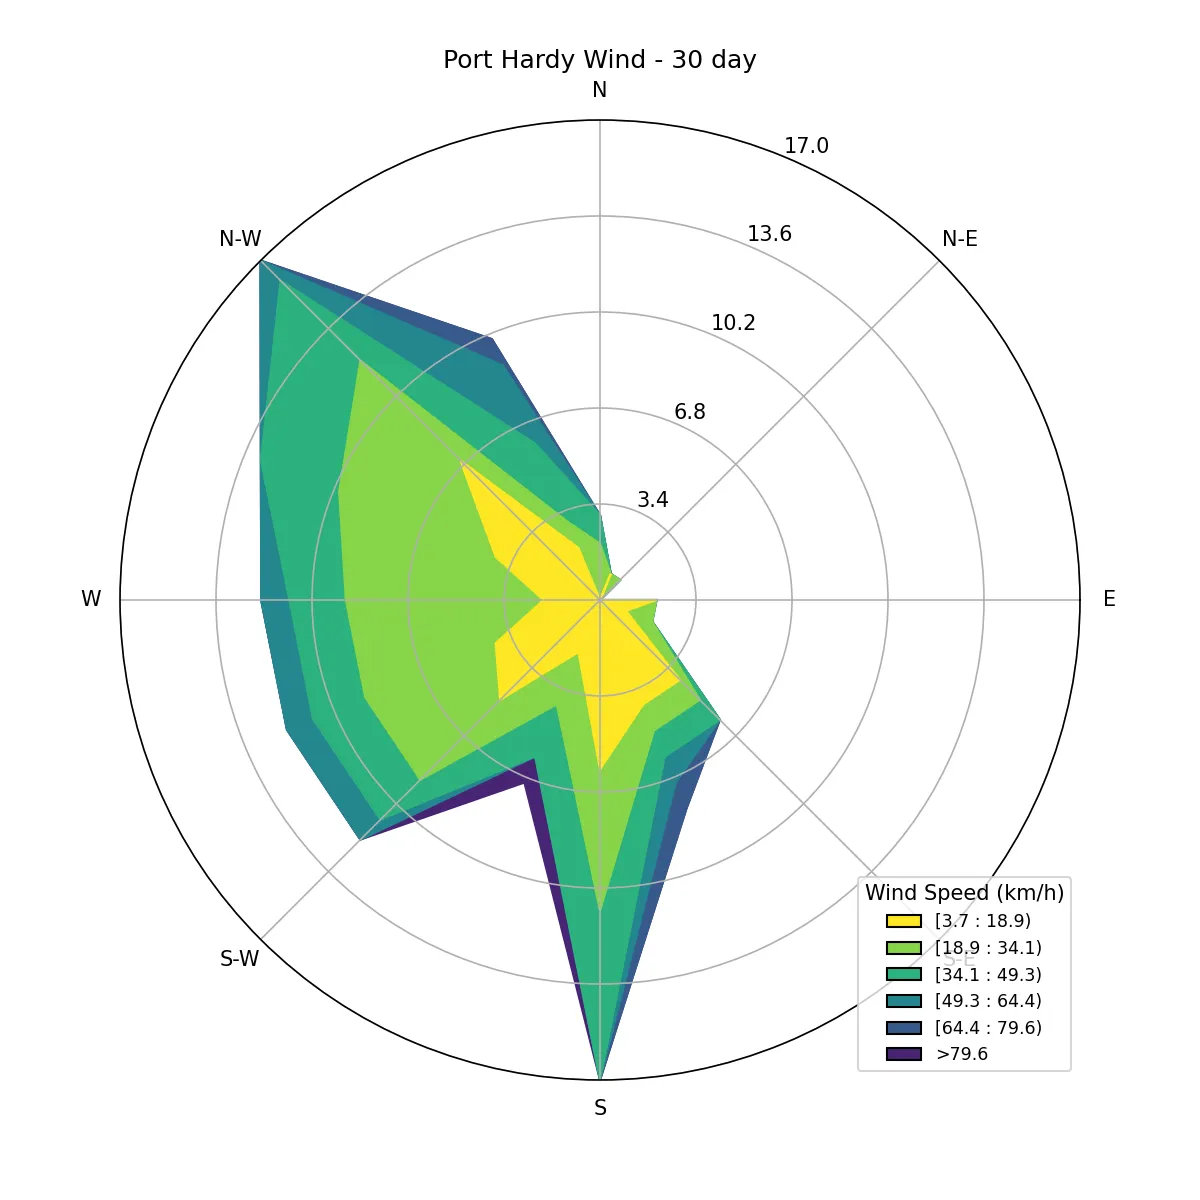 Port Hardy Wind - 30 day
N
17.0
13.6
N-W
N-E
10.2
6.8
3.4
W
E
Wind Speed (km/h)
[3.7 : 18.9)
[18.9 : 34.1)
S-W
S-E
[34.1 : 49.3)
[49.3 : 64.4)
[64.4 : 79.6)
>79.6
S